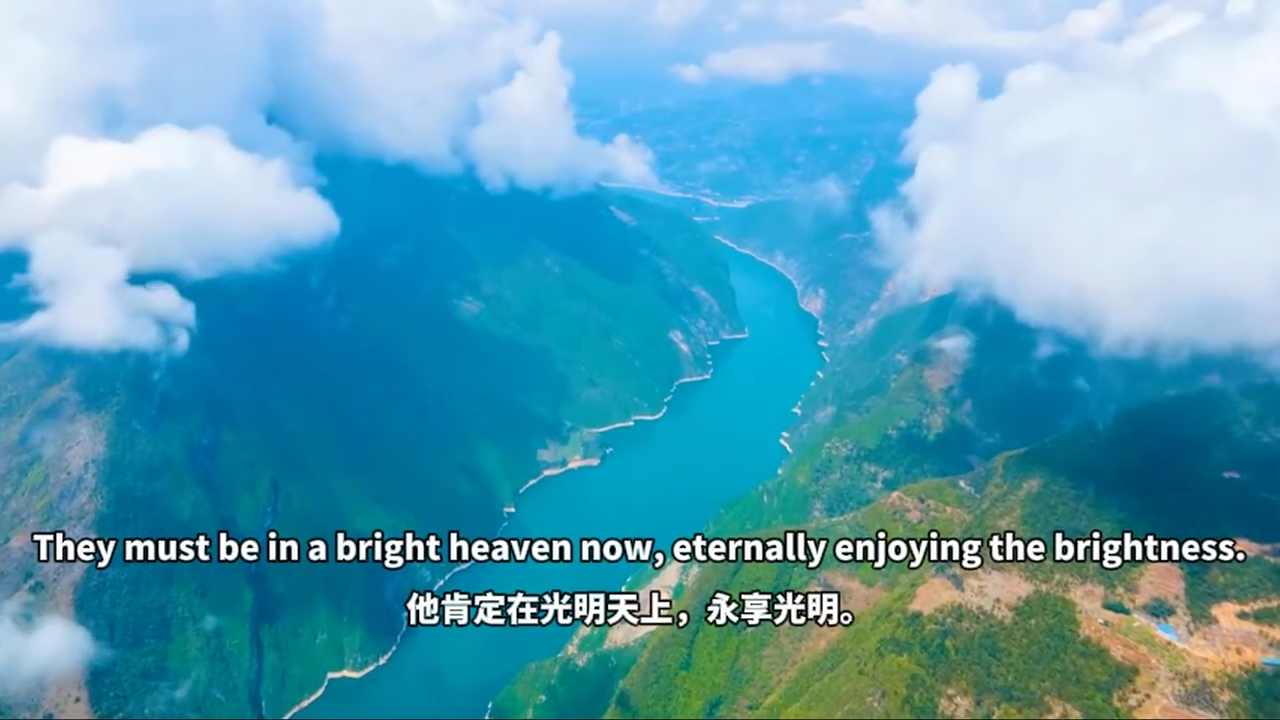 They must be in a bright heaven now, eternally enjoying the brightness.
他肯定在光明天上，永享光明。